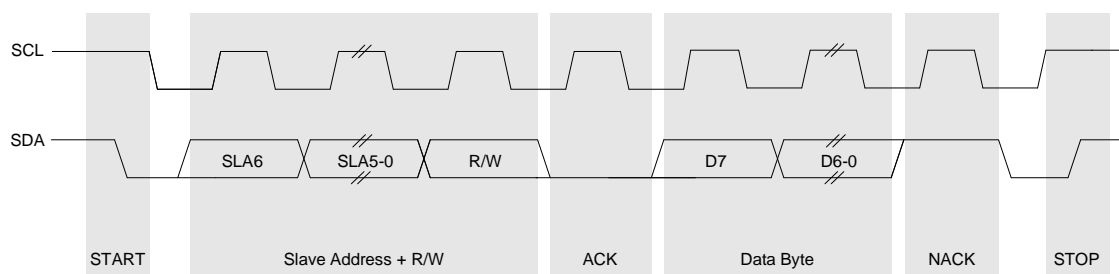 SCL
SDA
SLA6 SLA5-0 R/W D7 D6-0
START Slave Address + R/W ACK Data Byte NACK STOP